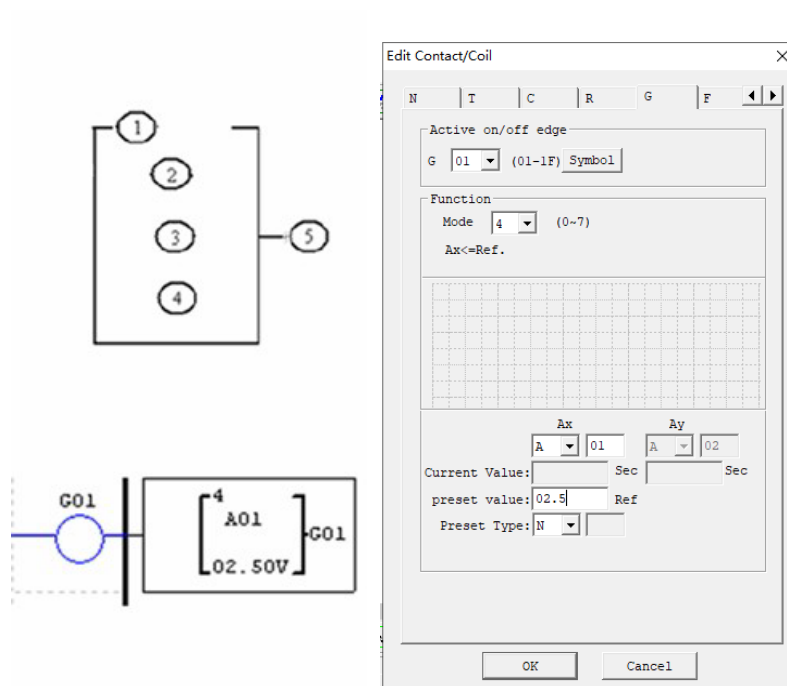 1
2
3
4
5
G01
4
A01
G01
02.50V
Edit Contact/Coil
N T C R G F
Active on/off edge
G 01 (01-1F) Symbol
Function
Mode 4 (0~7)
Ax<=Ref.
Ax Ay
A 01 A 02
Current Value: Sec Sec
preset value: 02.5 Ref
Preset Type: N
OK Cancel